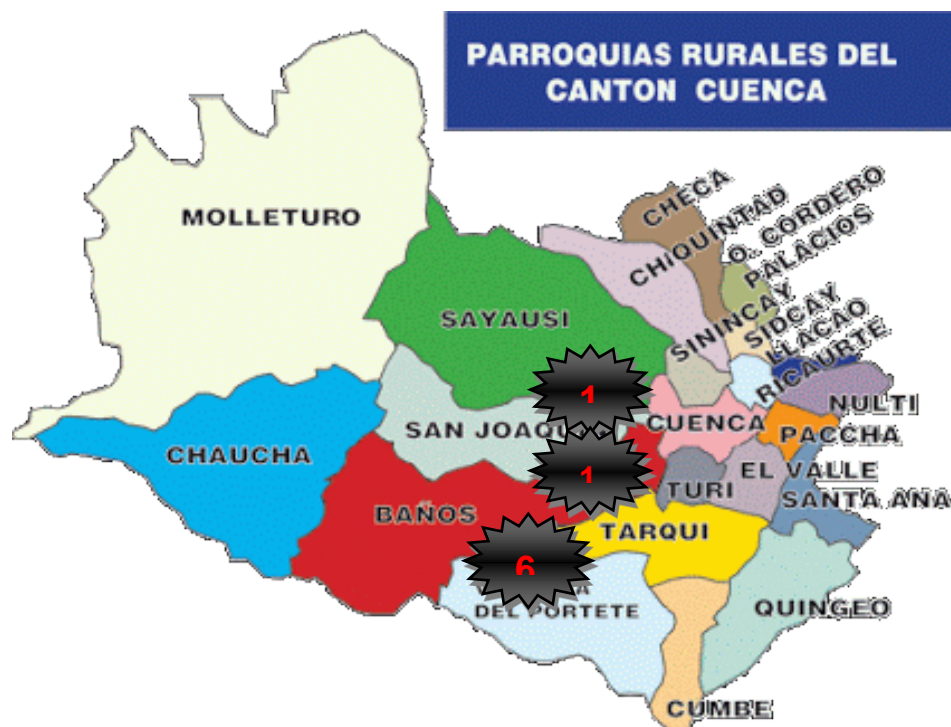 PARROQUIAS RURALES DEL
CANTON CUENCA
CHECA
CHIQUINTAD
O. CORDERO
PALACIOS
MOLLETURO
SAYAUSI
SININCAY
SIDCAY
LLACAO
RICAURTE
1
NULTI
CUENCA
SAN JOAQU
PACCHA
CHAUCHA
1
EL VALLE
TURI
SANTA ANA
BAÑOS
TARQUI
6
DEL PORTETE
QUINGEO
CUMBE